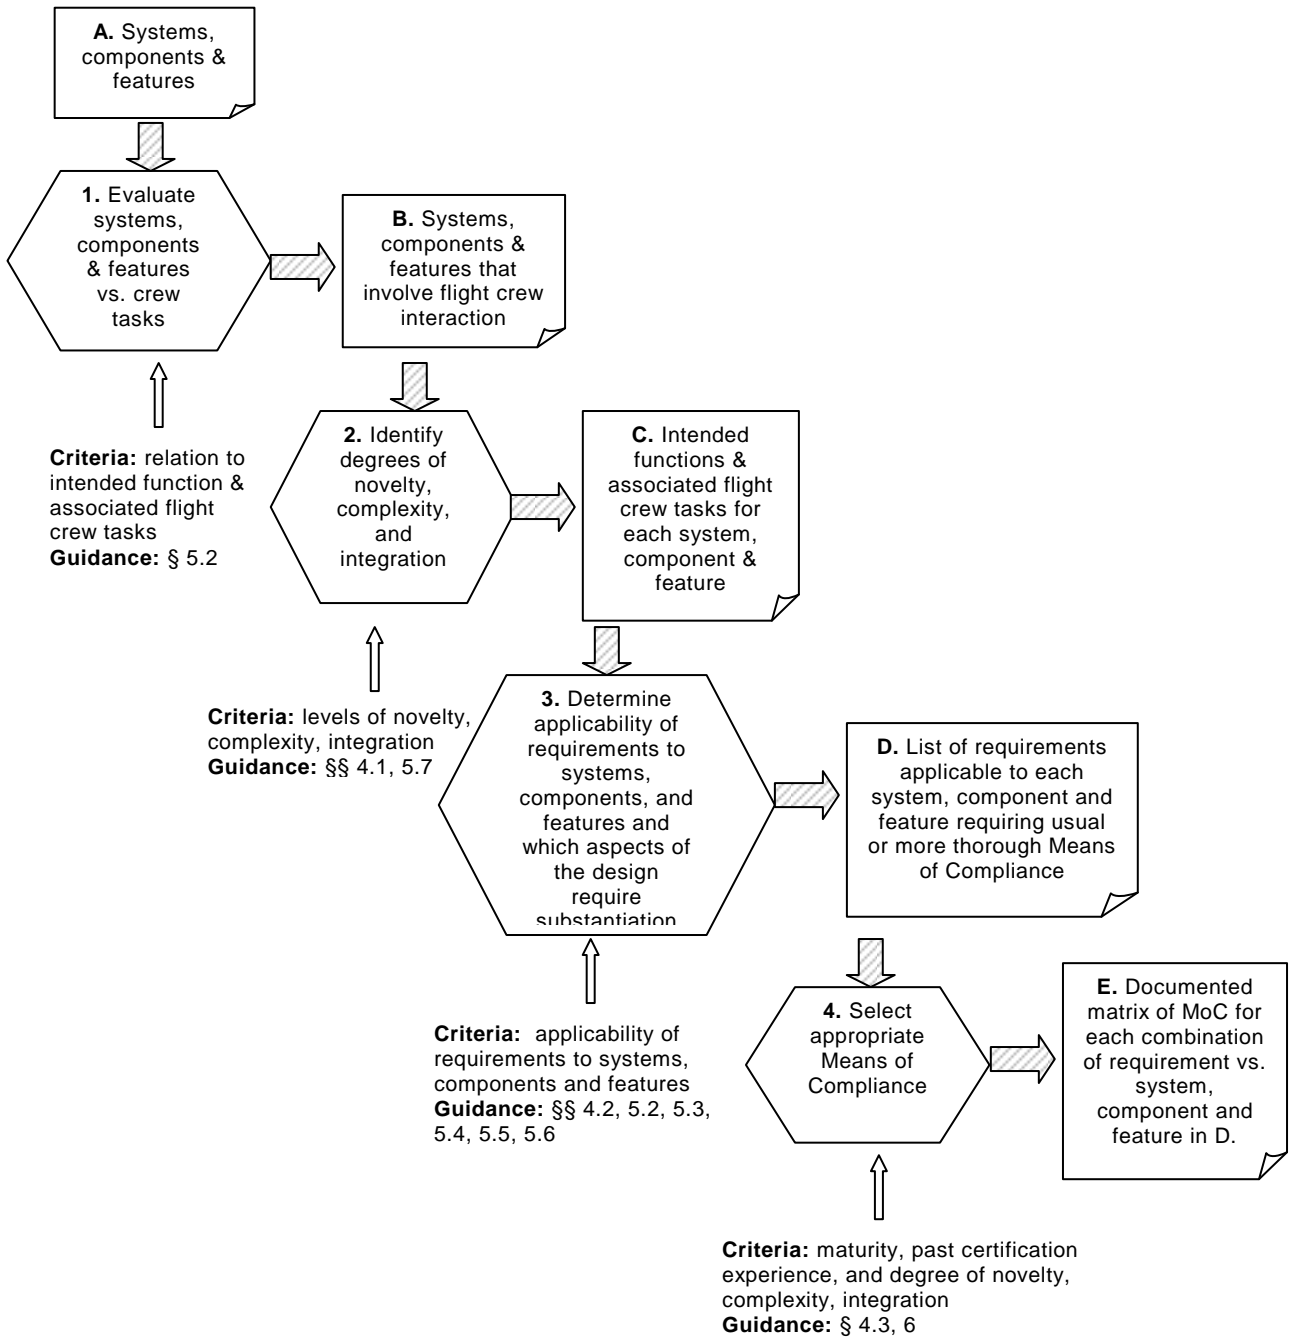 A. Systems,
components &
features
1. Evaluate
systems,
components
& features
vs. crew
tasks
B. Systems,
components &
features that
involve flight crew
interaction
Criteria: relation to
intended function &
associated flight
crew tasks
Guidance: § 5.2
2. Identify
degrees of
novelty,
complexity,
and
integration
C. Intended
functions &
associated flight
crew tasks for
each system,
component &
feature
Criteria: levels of novelty,
complexity, integration
Guidance: §§ 4.1, 5.7
3. Determine
applicability of
requirements to
systems,
components, and
features and
which aspects of
the design
require
substantiation
D. List of requirements
applicable to each
system, component and
feature requiring usual
or more thorough Means
of Compliance
Criteria: applicability of
requirements to systems,
components and features
Guidance: §§ 4.2, 5.2, 5.3,
5.4, 5.5, 5.6
4. Select
appropriate
Means of
Compliance
E. Documented
matrix of MoC for
each combination
of requirement vs.
system,
component and
feature in D.
Criteria: maturity, past certification
experience, and degree of novelty,
complexity, integration
Guidance: § 4.3, 6